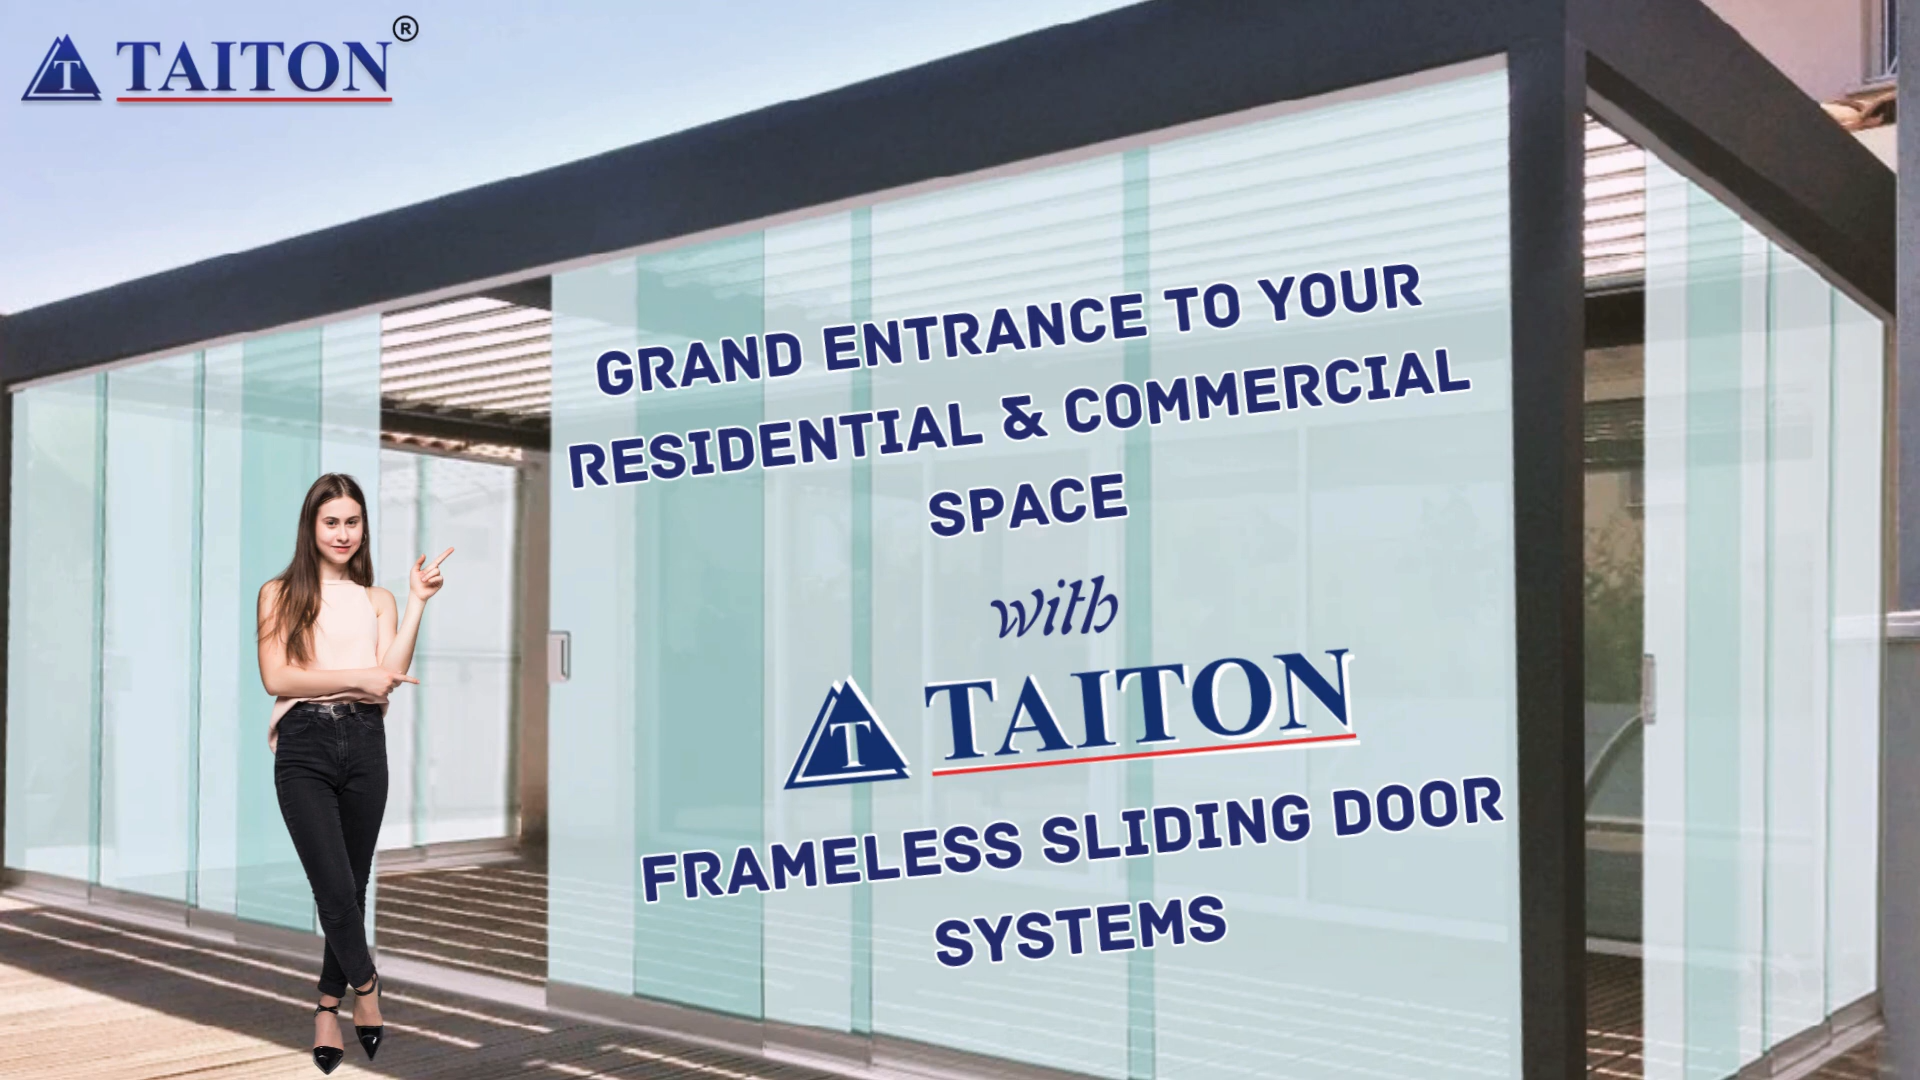 T TAITON®
GRAND ENTRANCE TO YOUR
RESIDENTIAL & COMMERCIAL
SPACE
with
T TAITON
FRAMELESS SLIDING DOOR
SYSTEMS